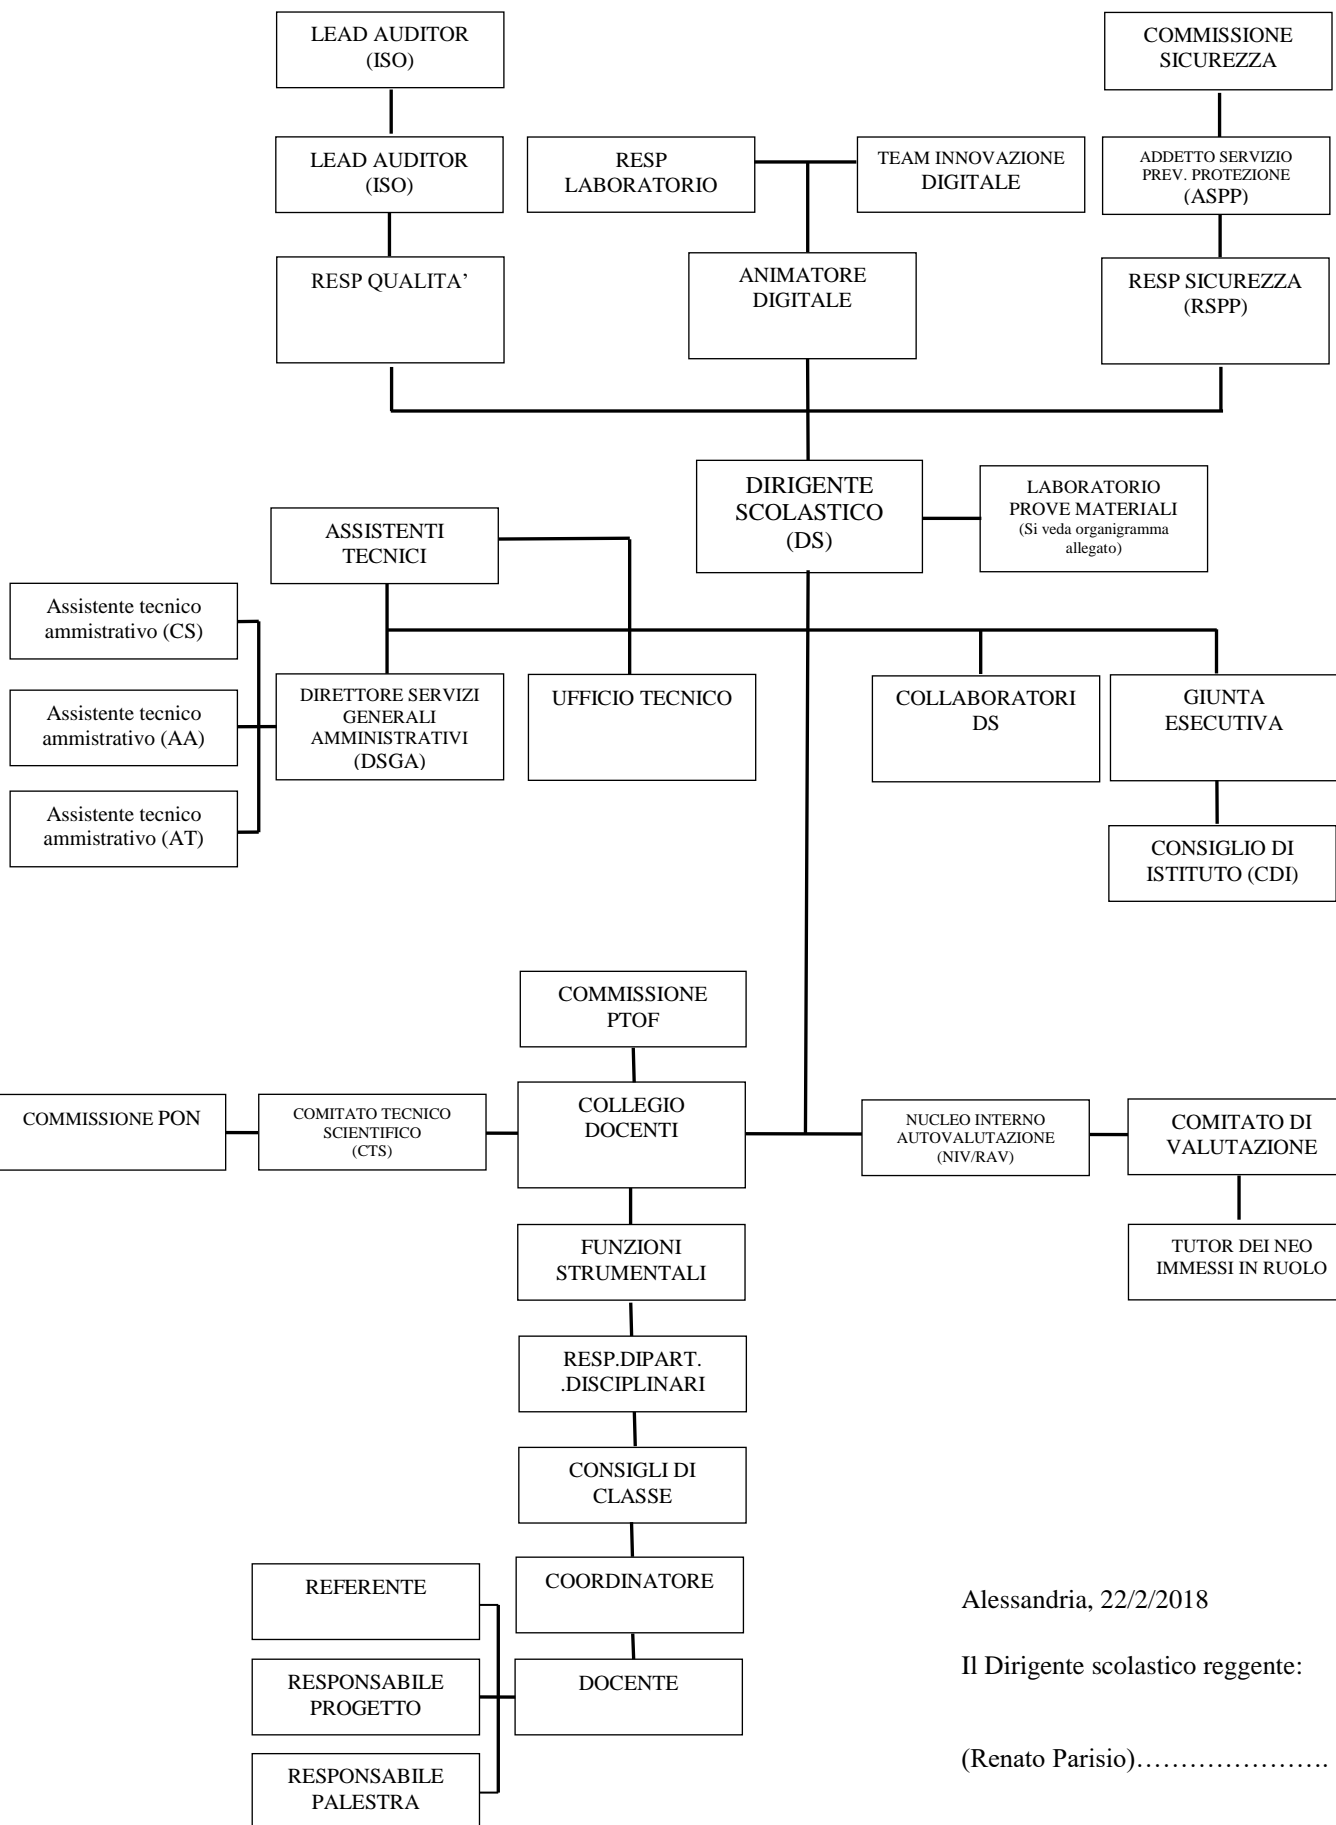 LEAD AUDITOR
(ISO)
COMMISSIONE
SICUREZZA
LEAD AUDITOR
(ISO)
RESP
LABORATORIO
TEAM INNOVAZIONE
DIGITALE
ADDETTO SERVIZIO
PREV. PROTEZIONE
(ASPP)
RESP QUALITA’
ANIMATORE
DIGITALE
RESP SICUREZZA
(RSPP)
DIRIGENTE
SCOLASTICO
(DS)
LABORATORIO
PROVE MATERIALI
(Si veda organigramma
allegato)
ASSISTENTI
TECNICI
Assistente tecnico
ammistrativo (CS)
Assistente tecnico
ammistrativo (AA)
Assistente tecnico
ammistrativo (AT)
DIRETTORE SERVIZI
GENERALI
AMMINISTRATIVI
(DSGA)
UFFICIO TECNICO
COLLABORATORI
DS
GIUNTA
ESECUTIVA
CONSIGLIO DI
ISTITUTO (CDI)
COMMISSIONE
PTOF
COMMISSIONE PON
COMITATO TECNICO
SCIENTIFICO
(CTS)
COLLEGIO
DOCENTI
NUCLEO INTERNO
AUTOVALUTAZIONE
(NIV/RAV)
COMITATO DI
VALUTAZIONE
FUNZIONI
STRUMENTALI
TUTOR DEI NEO
IMMESSI IN RUOLO
RESP.DIPART.
.DISCIPLINARI
CONSIGLI DI
CLASSE
REFERENTE
COORDINATORE
RESPONSABILE
PROGETTO
DOCENTE
RESPONSABILE
PALESTRA
Alessandria, 22/2/2018
Il Dirigente scolastico reggente:
(Renato Parisio)………………….